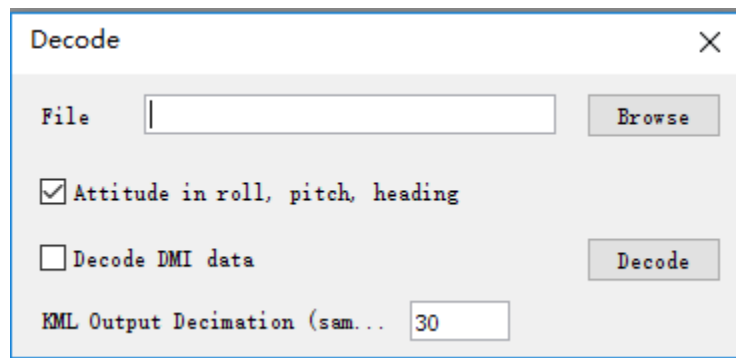 Decode
File Browse
Attitude in roll, pitch, heading
Decode DMI data Decode
KML Output Decimation (sam... 30